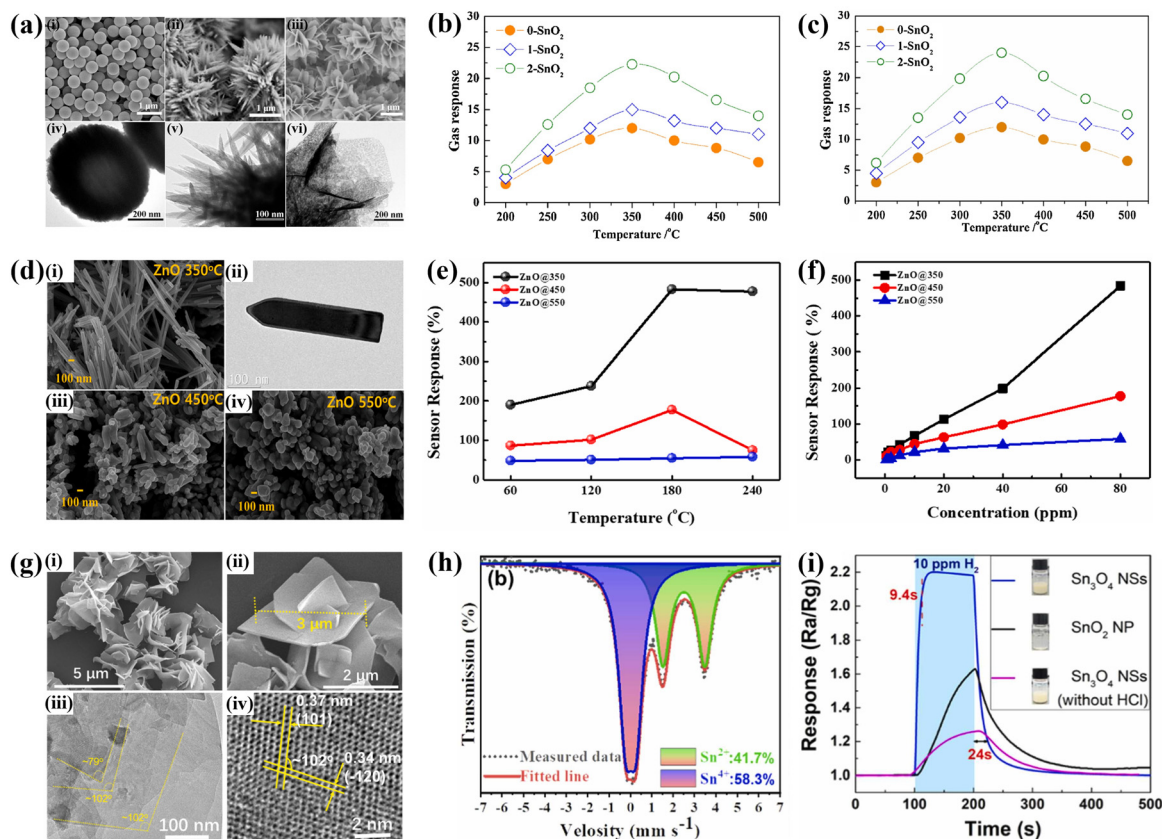 (a)
(i)
(ii)
(iii)
1 μm
1 μm
1 μm
(iv)
(v)
(vi)
200 nm
100 nm
200 nm
(b)
Gas response
30
25
20
15
10
5
0
0-SnO2
1-SnO2
2-SnO2
200 250 300 350 400 450 500
Temperature /°C
(c)
Gas response
30
25
20
15
10
5
0
0-SnO2
1-SnO2
2-SnO2
200 250 300 350 400 450 500
Temperature /°C
(d)
(i)
ZnO 350°C
100 nm
(ii)
100 nm
(iii)
ZnO 450°C
100 nm
(iv)
ZnO 550°C
100 nm
(e)
Sensor Response (%)
500
400
300
200
100
0
ZnO@350
ZnO@450
ZnO@550
60 120 180 240
Temperature (°C)
(f)
Sensor Response ( %)
500
400
300
200
100
0
ZnO@350
ZnO@450
ZnO@550
0 20 40 60 80
Concentration (ppm)
(g)
(i)
5 μm
(ii)
3 μm
2 μm
(iii)
~79°
~102°
~102°
100 nm
(iv)
0.37 nm
(101)
~102°
0.34 nm
(-120)
2 nm
(h)
(b)
Transmission (%)
Measured data
Fitted line
Sn2+:41.7%
Sn4+:58.3%
-7 -6 -5 -4 -3 -2 -1 0 1 2 3 4 5 6 7
Velosity (mm s-1)
(i)
Response (Ra/Rg)
2.2
2.0
1.8
1.6
1.4
1.2
1.0
10 ppm H2
9.4s
24s
Sn3O4 NSs
SnO2 NP
Sn3O4 NSs
(without HCl)
0 100 200 300 400 500
Time (s)